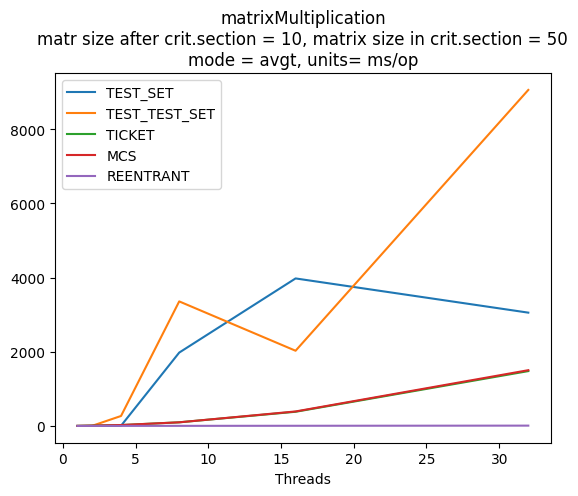 matrixMultiplication
matr size after crit.section = 10, matrix size in crit.section = 50
mode = avgt, units= ms/op
TEST_SET
TEST_TEST_SET
TICKET
MCS
REENTRANT
8000
6000
4000
2000
0
0 5 10 15 20 25 30
Threads